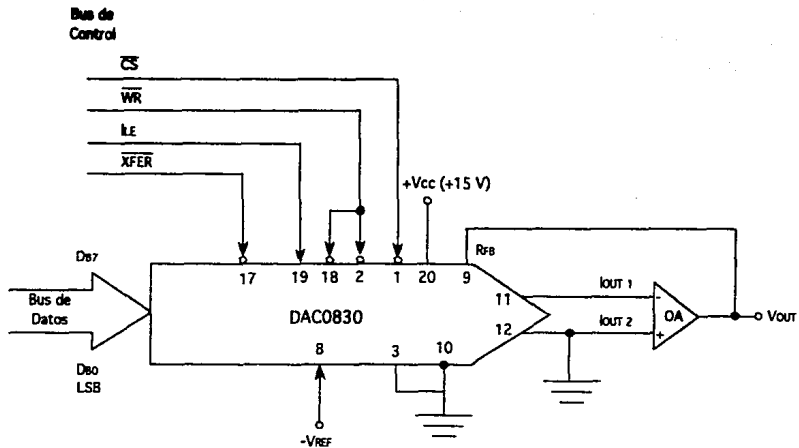 Bus de
Control
CS
WR
ILE
XFER
+Vcc (+15 V)
DB7
17
19
18
2
1
20
9
RFB
Bus de
Datos
DAC0830
11
IOUT 1
-
OA
VOUT
12
IOUT 2
+
8
3
10
DB0
LSB
-VREF